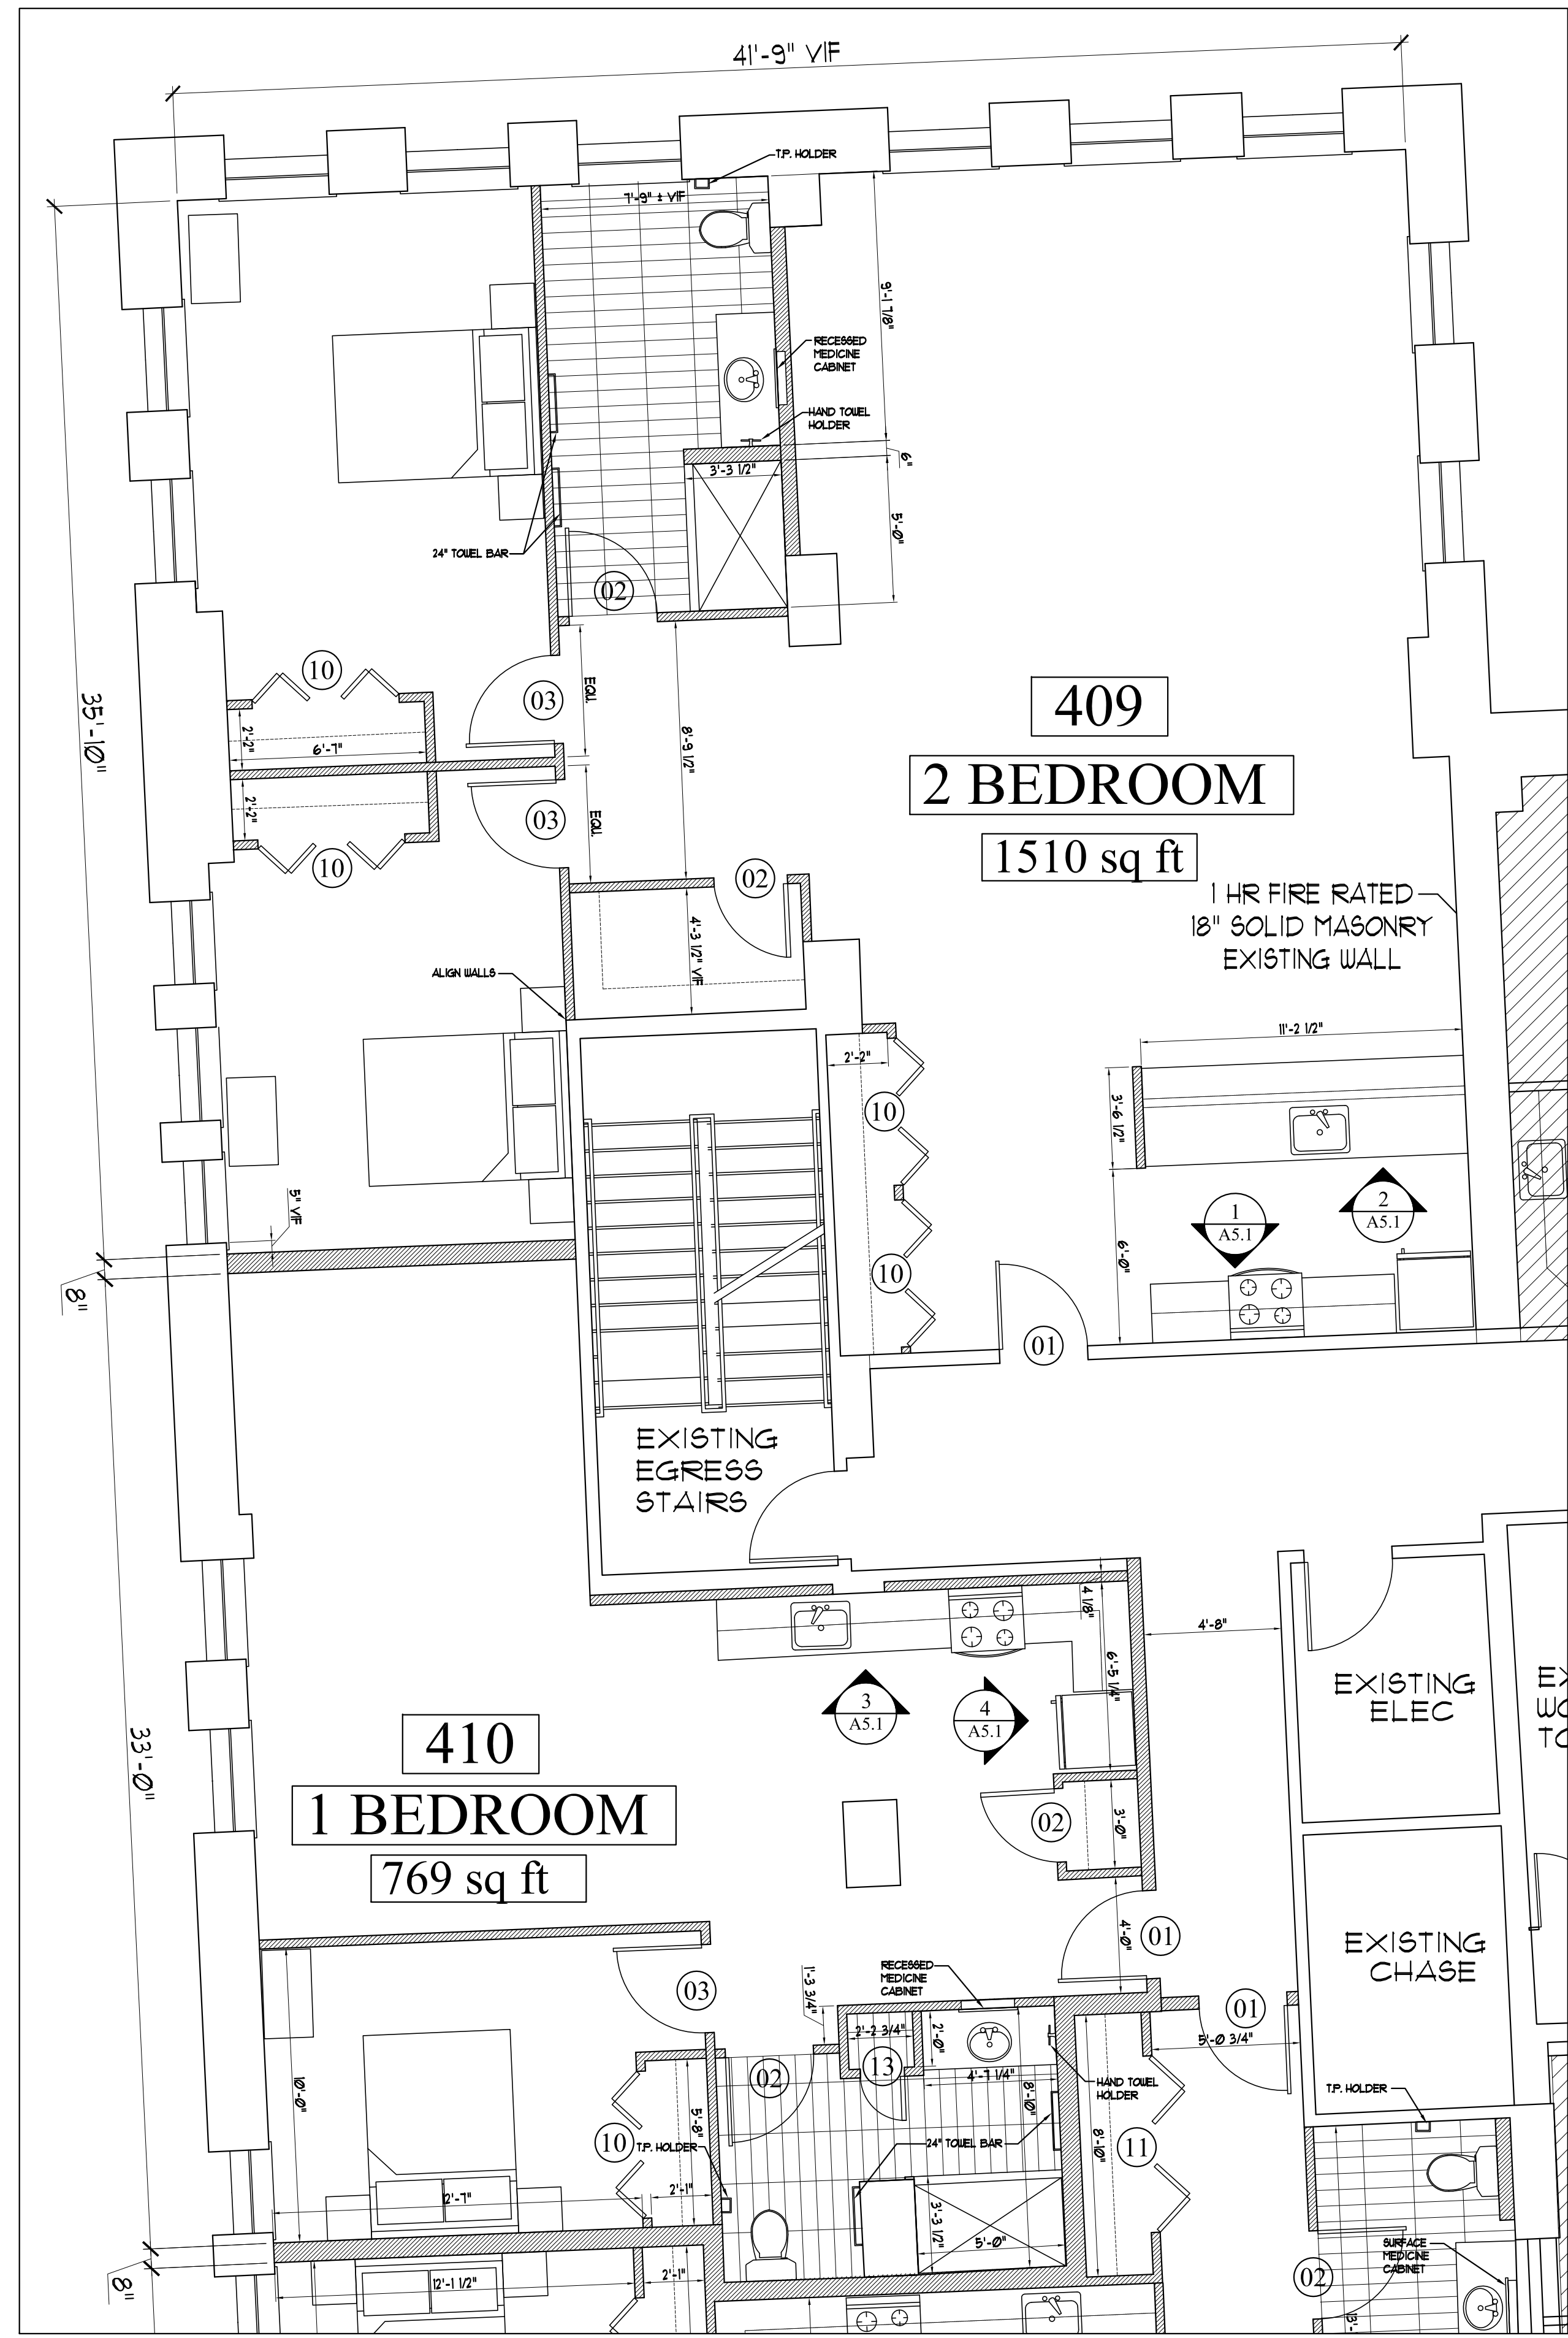 41'-9" VIF
T.P. HOLDER
7'-9" ± VIF
9'-1 7/8"
RECESSED
MEDICINE
CABINET
HAND TOWEL
HOLDER
6"
3'-3 1/2"
5'-0"
24" TOWEL BAR
02
35'-10"
10
03
EQU.
8'-9 1/2"
2'-2"
6'-7"
409
2 BEDROOM
1510 sq ft
2'-2"
03
EQU.
10
02
1 HR FIRE RATED
18" SOLID MASONRY
EXISTING WALL
4'-3 1/2" VIF
ALIGN WALLS
11'-2 1/2"
2'-2"
10
3'-6 1/2"
5" VIF
1
A5.1
2
A5.1
6'-0"
8"
10
01
EXISTING
EGRESS
STAIRS
4 1/8"
4'-8"
6'-5 1/4"
EXISTING
ELEC
3
A5.1
4
A5.1
33'-0"
410
1 BEDROOM
769 sq ft
02
3'-0"
4'-0"
01
EXISTING
CHASE
RECESSED
MEDICINE
CABINET
1'-3 3/4"
03
01
5'-0 3/4"
2'-2 3/4"
2'-0"
13
02
4'-7 1/4"
8'-10"
HAND TOWEL
HOLDER
T.P. HOLDER
10'-0"
5'-8"
10
T.P. HOLDER
24" TOWEL BAR
8'-10"
11
2'-7"
2'-1"
3'-3 1/2"
5'-0"
SURFACE
MEDICINE
CABINET
02
8"
12'-1 1/2"
2'-1"